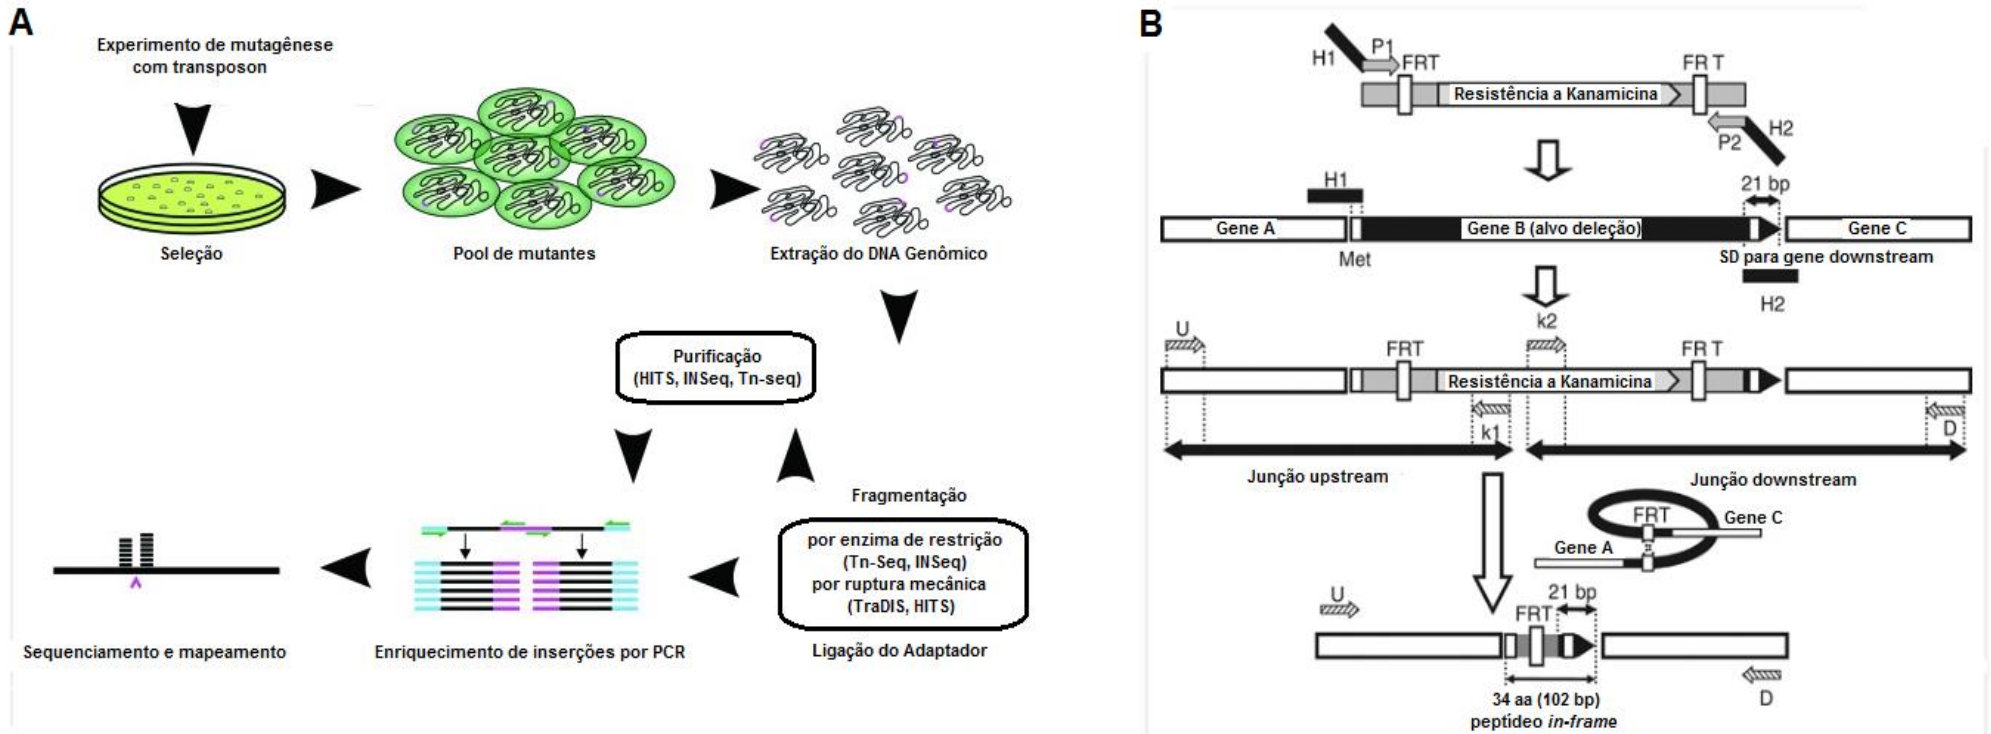 A
Experimento de mutagênese
com transposon
Seleção
Pool de mutantes
Extração do DNA Genômico
Purificação
(HITS, INSeq, Tn-seq)
Fragmentação
por enzima de restrição
(Tn-Seq, INSeq)
por ruptura mecânica
(TraDIS, HITS)
Ligação do Adaptador
Enriquecimento de inserções por PCR
Sequenciamento e mapeamento
B
H1
P1
FRT
FR T
Resistência a Kanamicina
P2
H2
H1
21 bp
Gene A
Gene B (alvo deleção)
Gene C
Met
SD para gene downstream
H2
U
k2
FRT
FR T
Resistência a Kanamicina
k1
D
Junção upstream
Junção downstream
FRT
Gene C
Gene A
U
21 bp
FRT
34 aa (102 bp)
peptídeo in-frame
D